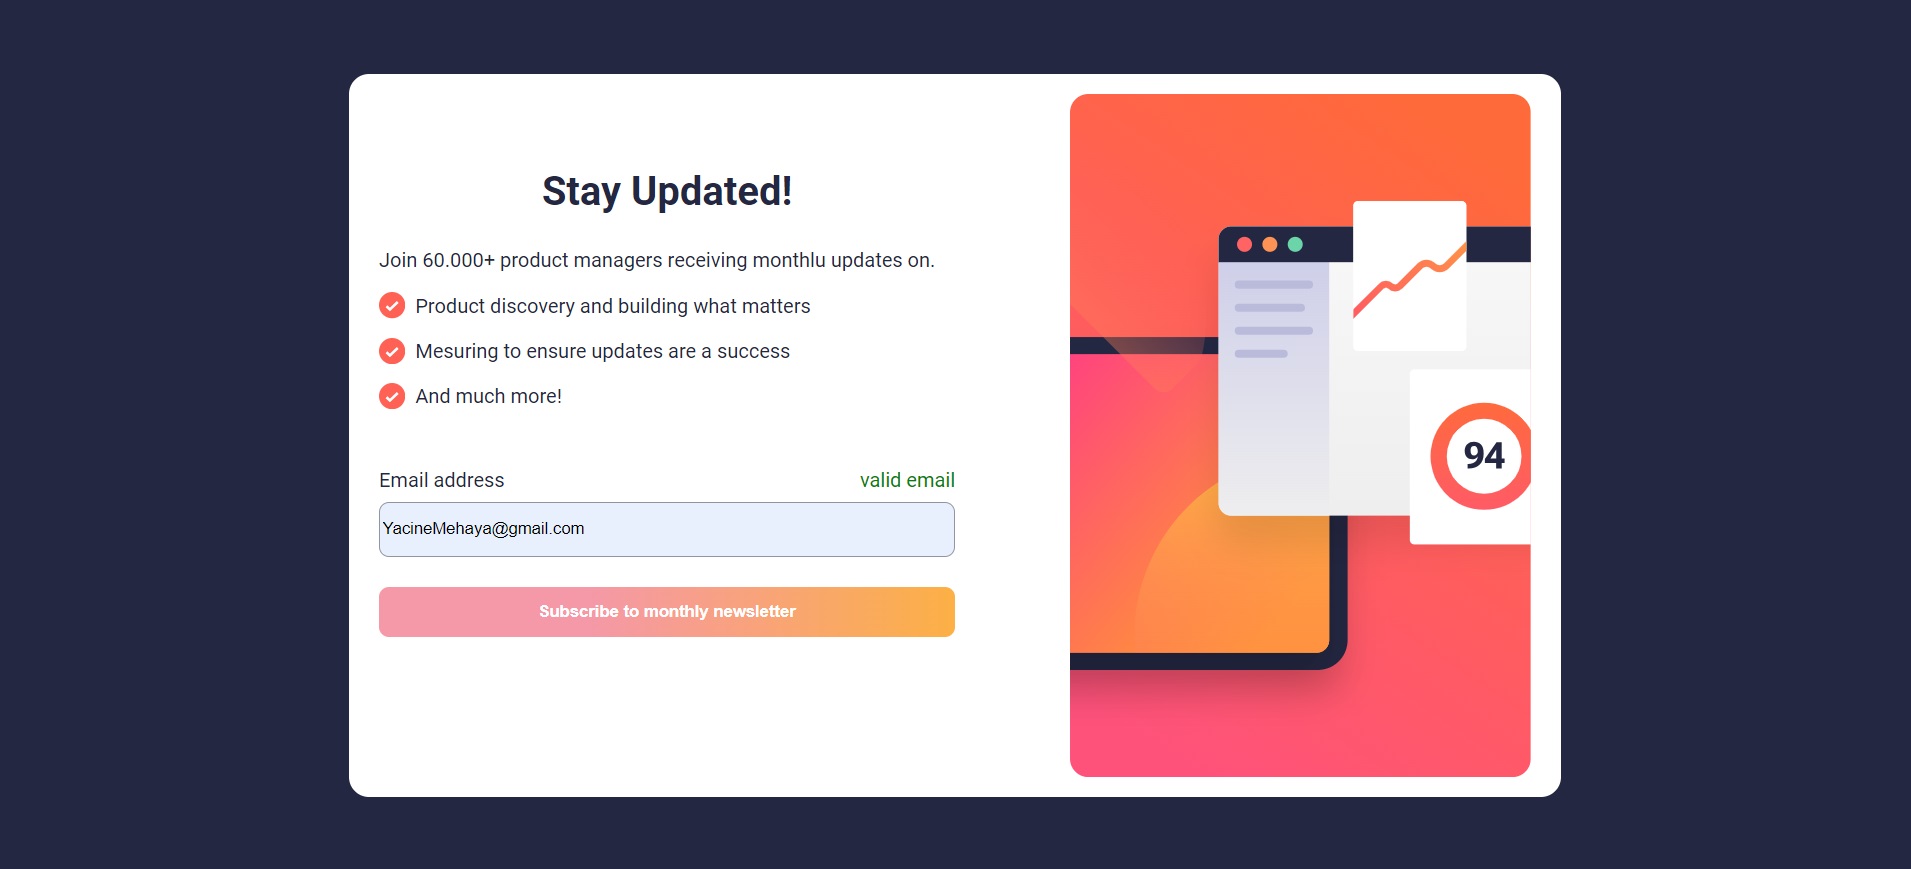 Stay Updated!
Join 60.000+ product managers receiving monthlu updates on.
Product discovery and building what matters
Mesuring to ensure updates are a success
And much more!
Email address
valid email
YacineMehaya@gmail.com
Subscribe to monthly newsletter
94